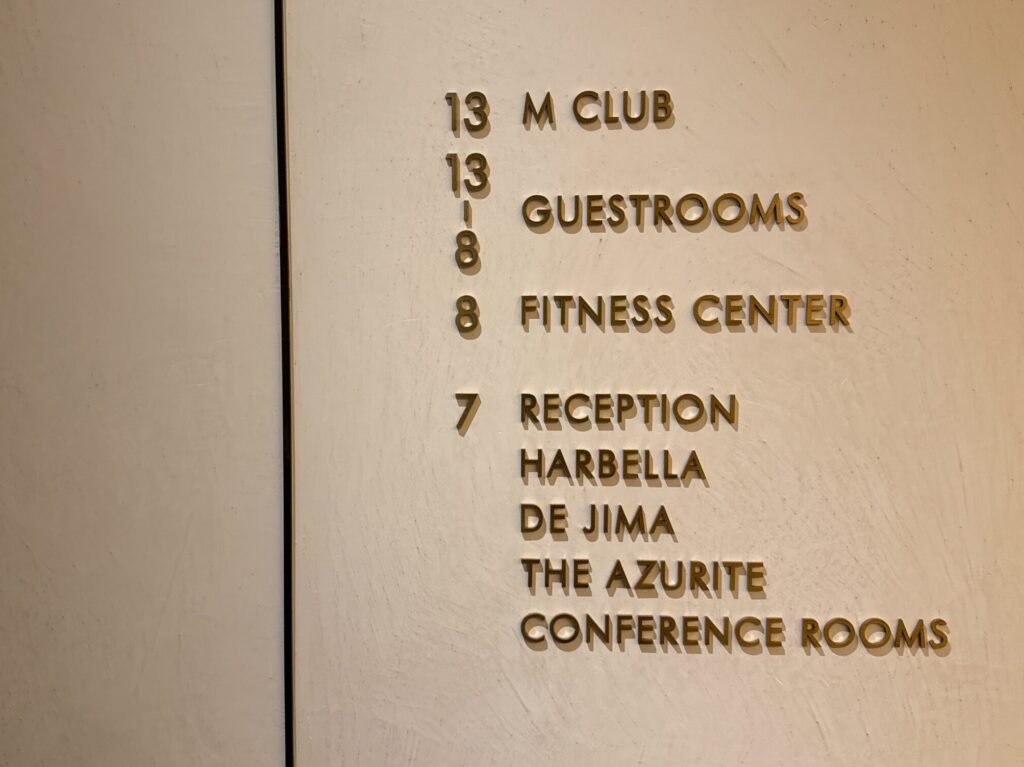 13 M CLUB
13
|
8 GUESTROOMS
8 FITNESS CENTER
7 RECEPTION
HARBELLA
DE JIMA
THE AZURITE
CONFERENCE ROOMS